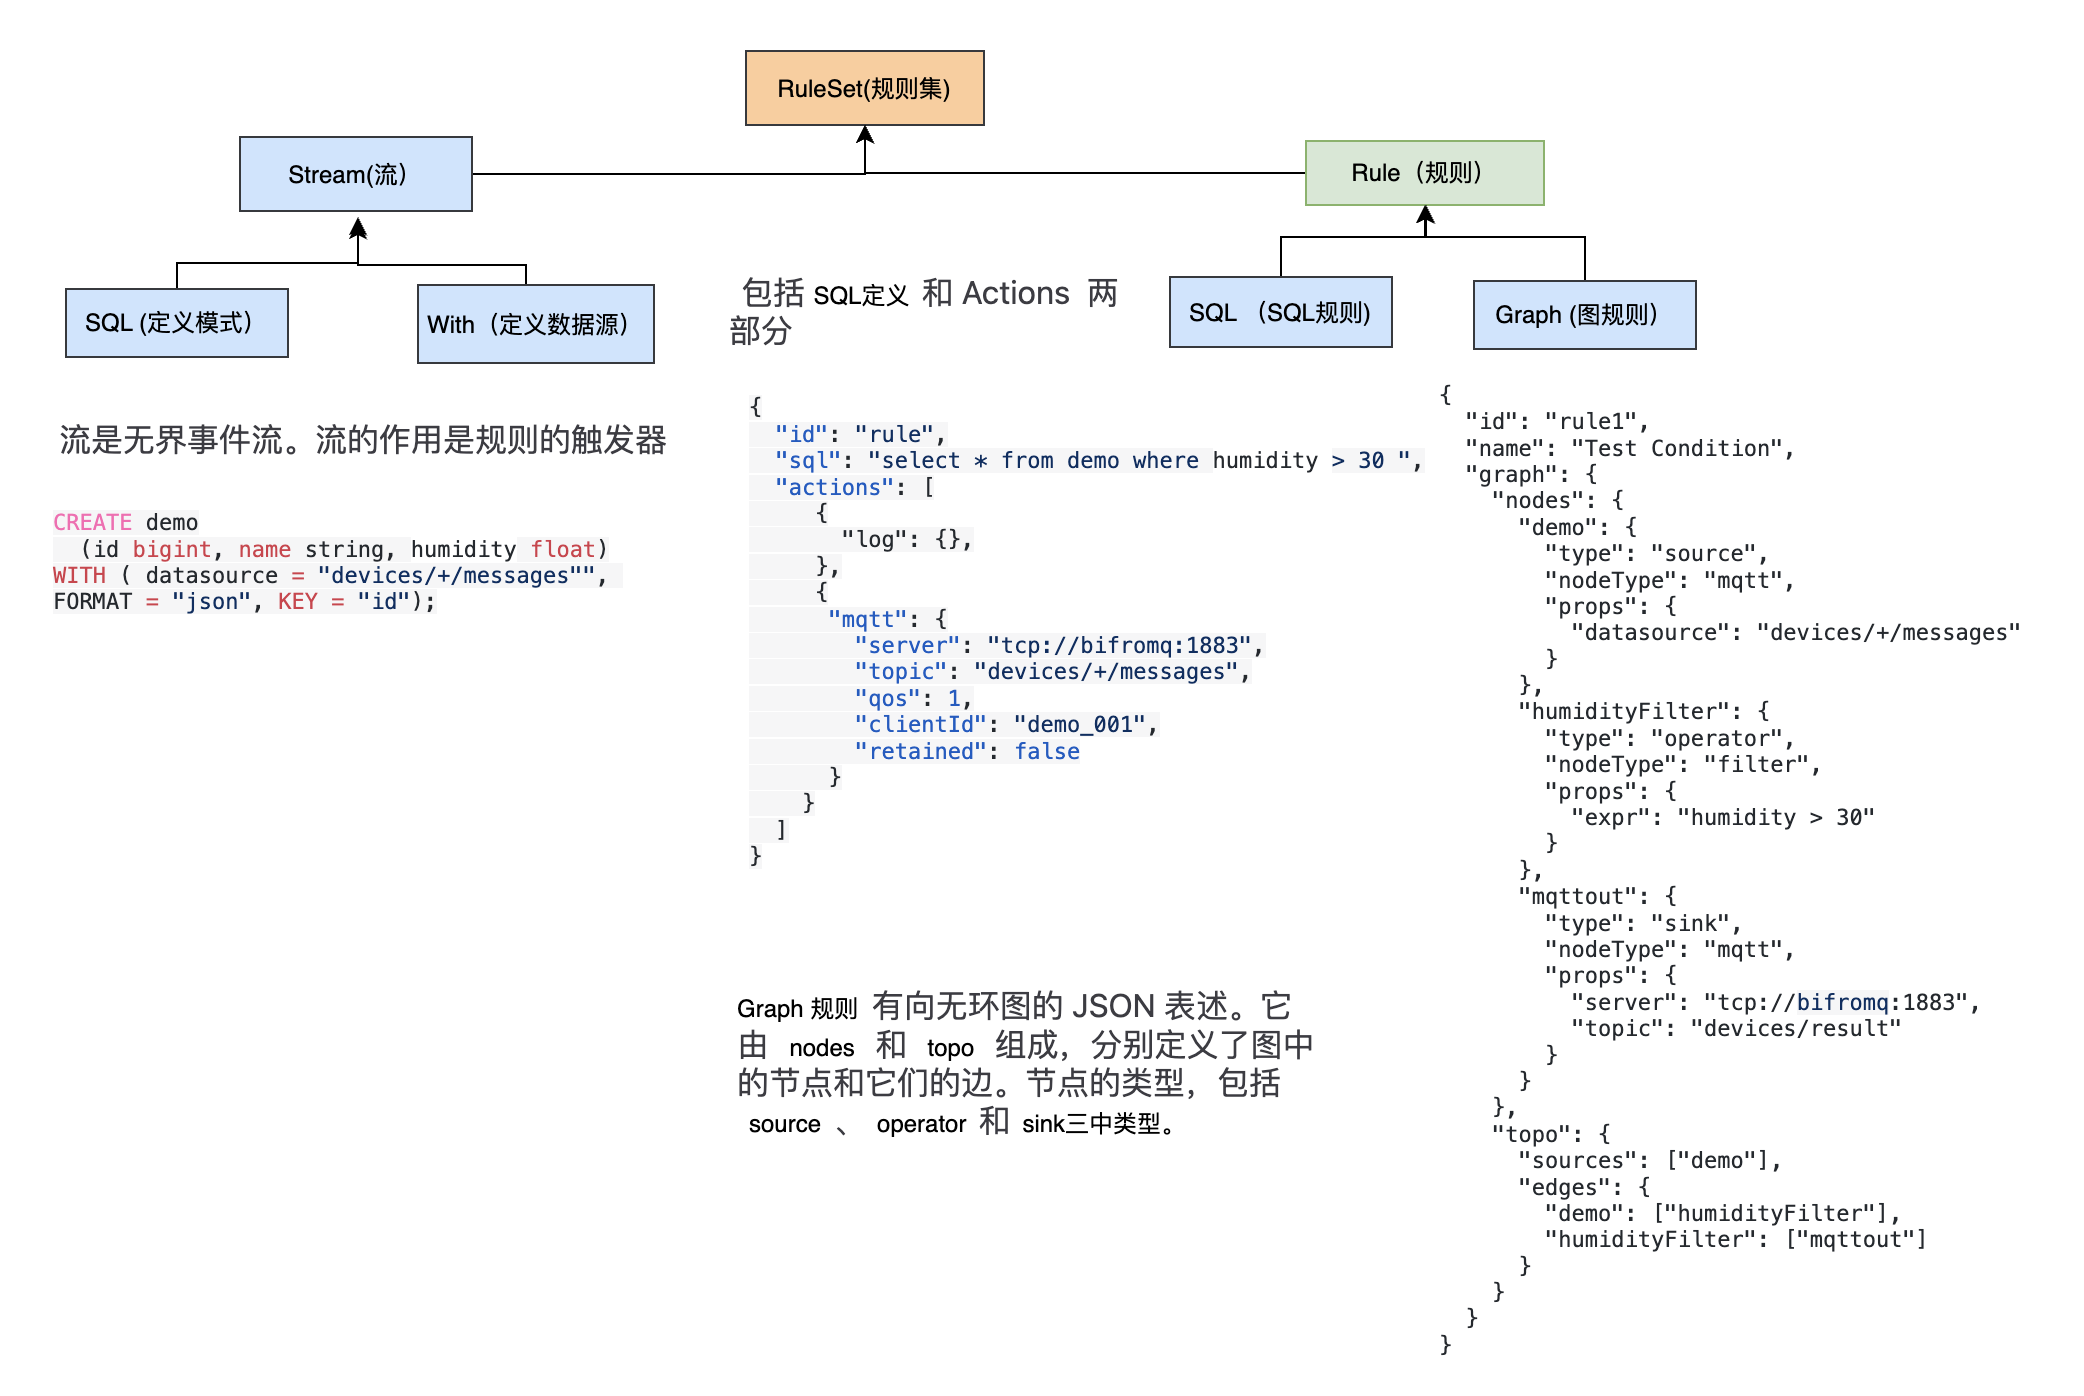 RuleSet(规则集)
Stream(流）
Rule（规则）
SQL (定义模式）
With（定义数据源）
SQL （SQL规则)
Graph (图规则）
流是无界事件流。流的作用是规则的触发器
CREATE demo
  (id bigint, name string, humidity float)
WITH ( datasource = "devices/+/messages"",
FORMAT = "json", KEY = "id");
包括 SQL定义 和 Actions 两
部分
{
  "id": "rule",
  "sql": "select * from demo where humidity > 30 ",
  "actions": [
     {
       "log": {},
     },
     {
      "mqtt": {
        "server": "tcp://bifromq:1883",
        "topic": "devices/+/messages",
        "qos": 1,
        "clientId": "demo_001",
        "retained": false
      }
    }
  ]
}
Graph 规则 有向无环图的 JSON 表述。它
由 nodes 和 topo 组成，分别定义了图中
的节点和它们的边。节点的类型，包括
source 、 operator 和 sink三中类型。
{
  "id": "rule1",
  "name": "Test Condition",
  "graph": {
    "nodes": {
      "demo": {
        "type": "source",
        "nodeType": "mqtt",
        "props": {
          "datasource": "devices/+/messages"
        }
      },
      "humidityFilter": {
        "type": "operator",
        "nodeType": "filter",
        "props": {
          "expr": "humidity > 30"
        }
      },
      "mqttout": {
        "type": "sink",
        "nodeType": "mqtt",
        "props": {
          "server": "tcp://bifromq:1883",
          "topic": "devices/result"
        }
      }
    },
    "topo": {
      "sources": ["demo"],
      "edges": {
        "demo": ["humidityFilter"],
        "humidityFilter": ["mqttout"]
      }
    }
  }
}